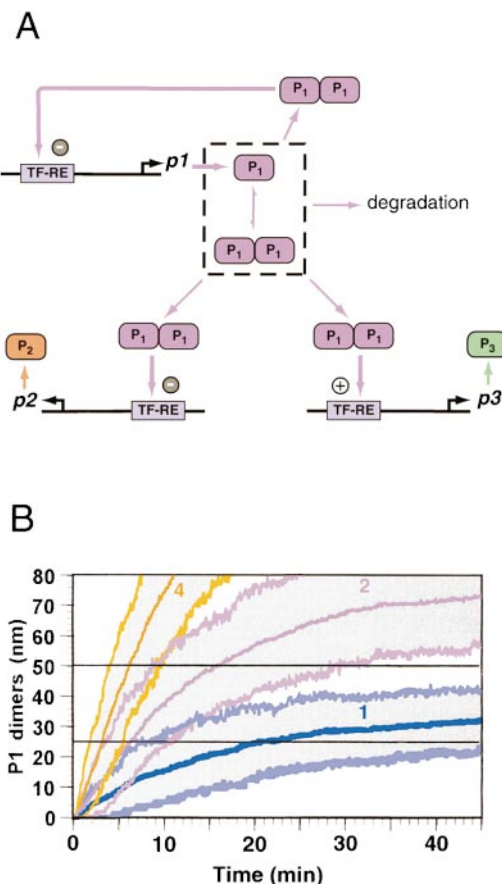 A
P₁ P₁
−
TF-RE
p1
P₁
degradation
P₁ P₁
P₁ P₁
P₁ P₁
P₂
−
+
P₃
p2
TF-RE
TF-RE
p3
B
P1 dimers (nm)
80
70
60
50
40
30
20
10
0
4
2
1
0
10
20
30
40
Time (min)